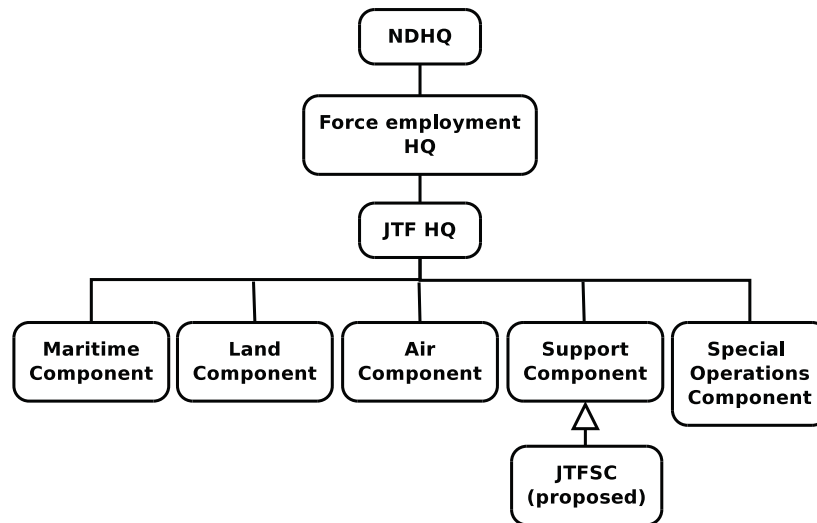 NDHQ
Force employment
HQ
JTF HQ
Maritime
Component
Land
Component
Air
Component
Support
Component
Special
Operations
Component
JTFSC
(proposed)